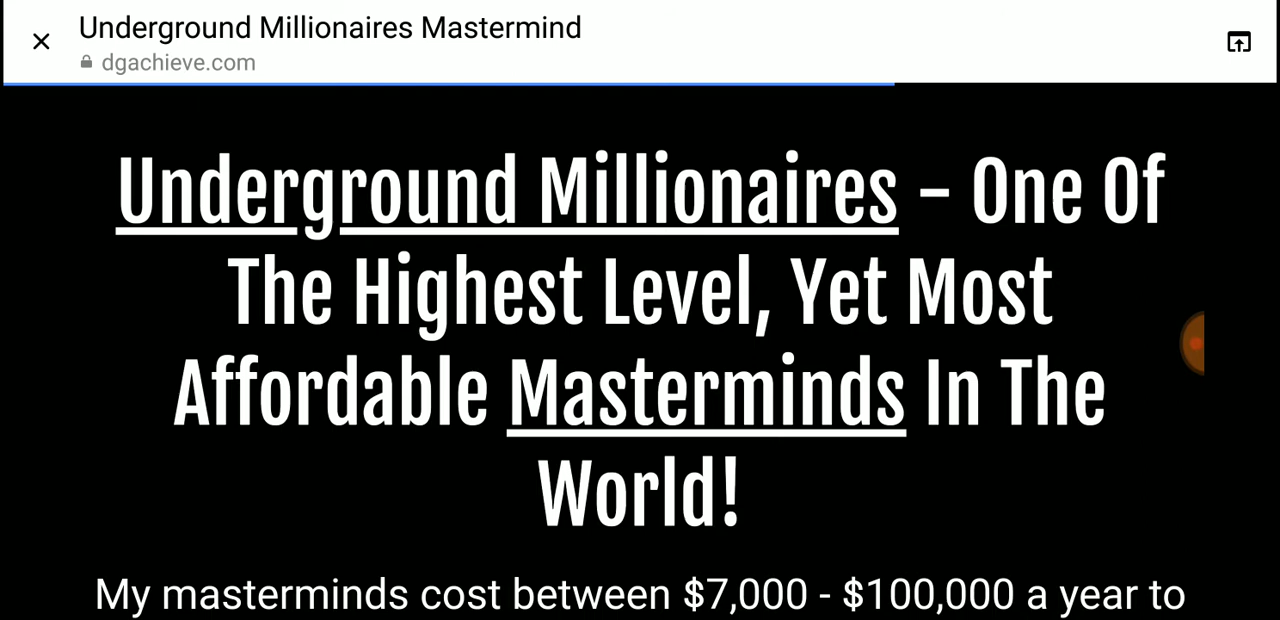 Underground Millionaires Mastermind
dgachieve.com
Underground Millionaires - One Of
The Highest Level, Yet Most
Affordable Masterminds In The
World!
My masterminds cost between $7,000 - $100,000 a year to